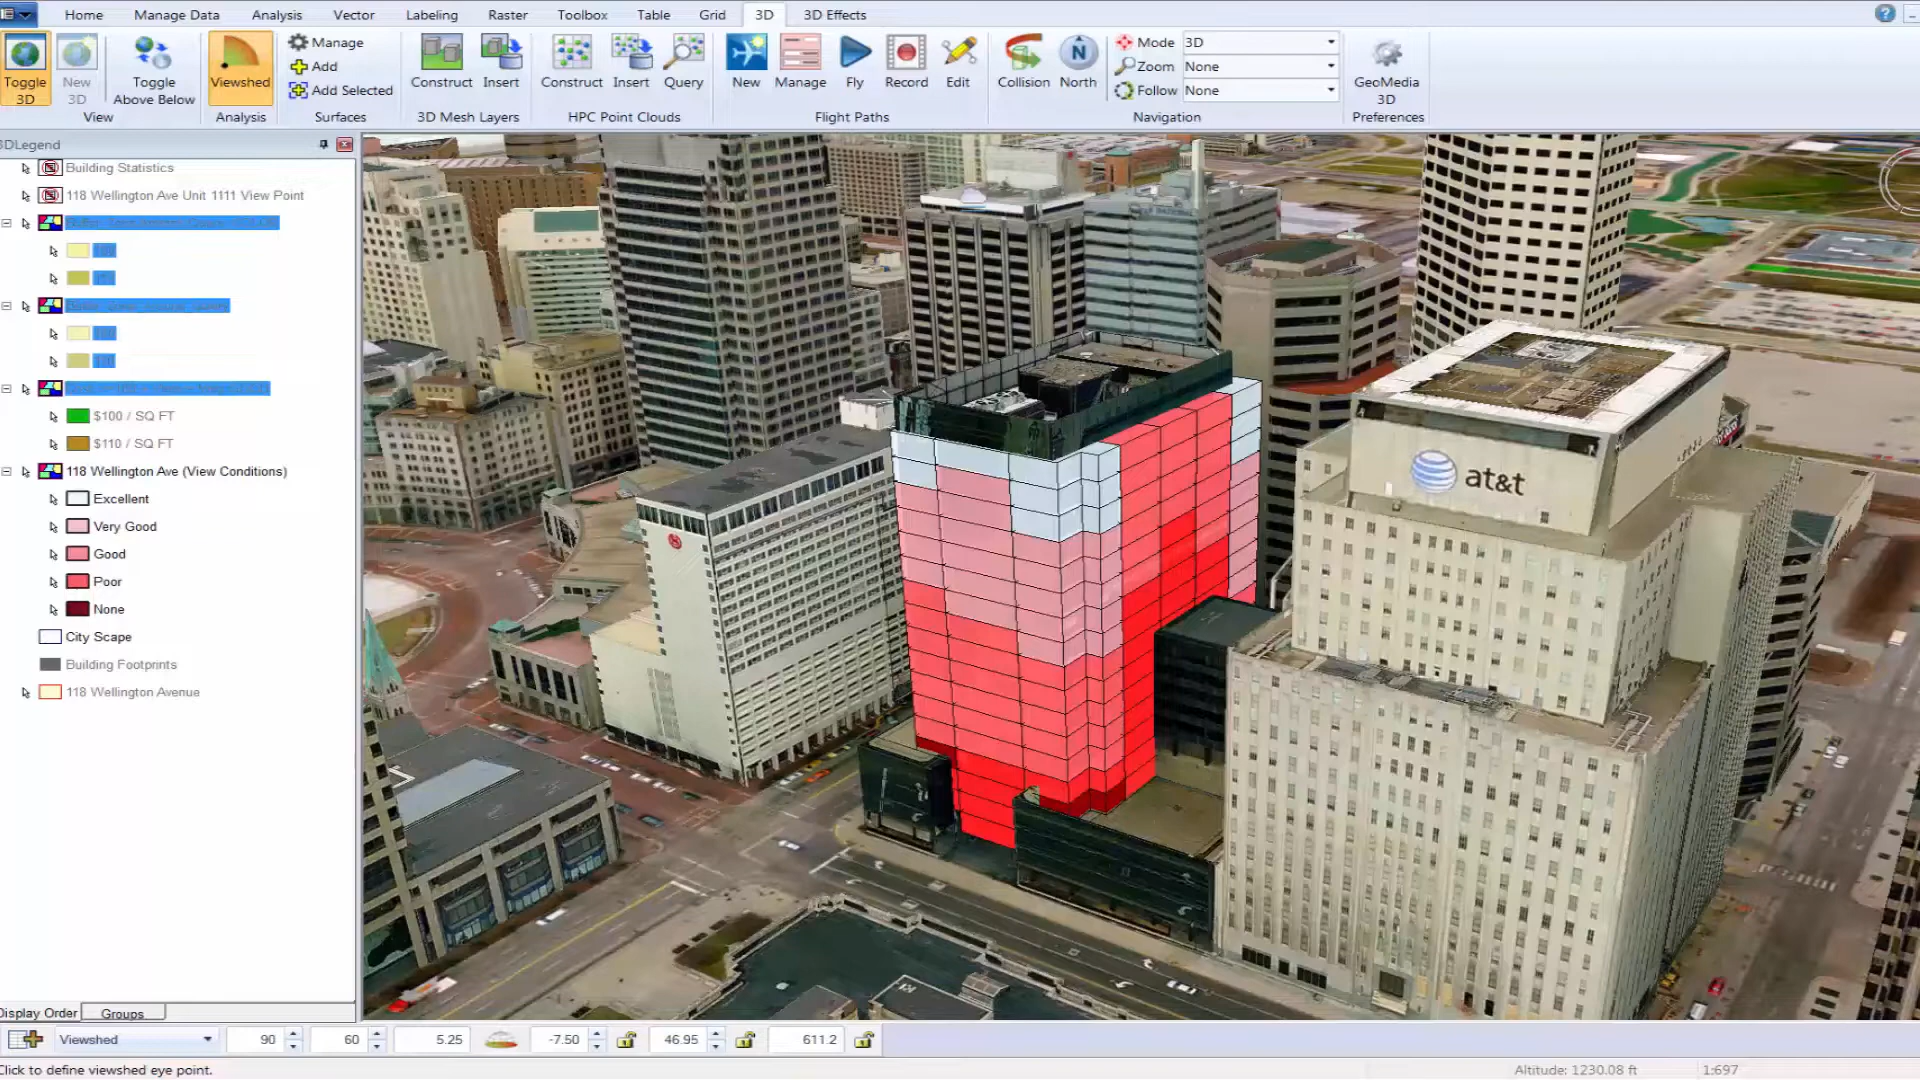 Home Manage Data Analysis Vector Labeling Raster Toolbox Table Grid 3D 3D Effects
Toggle 3D
New 3D
Toggle Above Below
View
Viewshed
Analysis
Manage
Add
Add Selected
Surfaces
Construct Insert
3D Mesh Layers
Construct Insert Query
HPC Point Clouds
New Manage Fly Record Edit
Flight Paths
Collision North
Mode 3D
Zoom None
Follow None
Navigation
GeoMedia 3D
Preferences
3DLegend
Building Statistics
118 Wellington Ave Unit 1111 View Point
$100 / SQ FT
$110 / SQ FT
118 Wellington Ave (View Conditions)
Excellent
Very Good
Good
Poor
None
City Scape
Building Footprints
118 Wellington Avenue
Display Order Groups
at&t
Viewshed 90 60 5.25 -7.50 46.95 611.2
Click to define viewshed eye point.
Altitude: 1230.08 ft 1:697